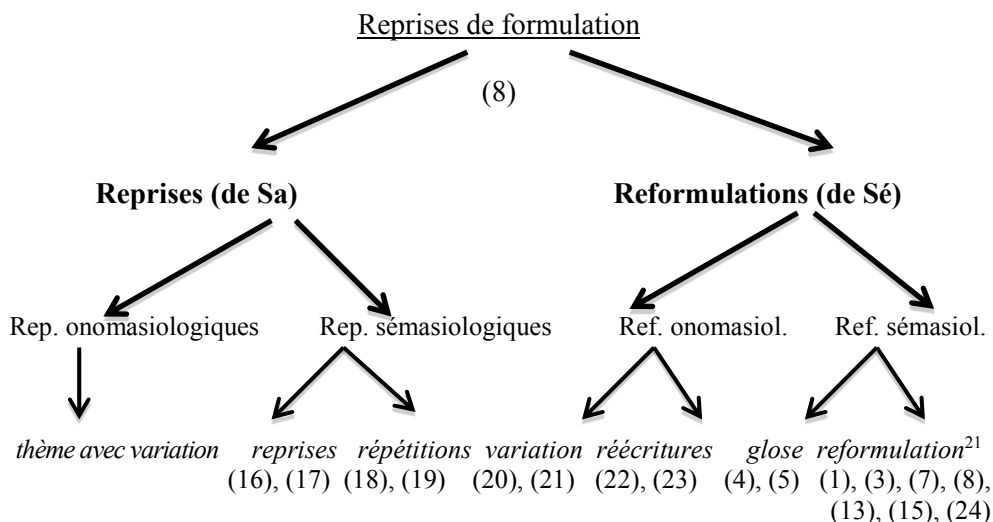 Reprises de formulation
(8)
Reprises (de Sa) Reformulations (de Sé)
Rep. onomasiologiques Rep. sémasiologiques Ref. onomasiol. Ref. sémasiol.
thème avec variation reprises répétitions variation réécritures glose reformulation21
(16), (17) (18), (19) (20), (21) (22), (23) (4), (5) (1), (3), (7), (8),
(13), (15), (24)